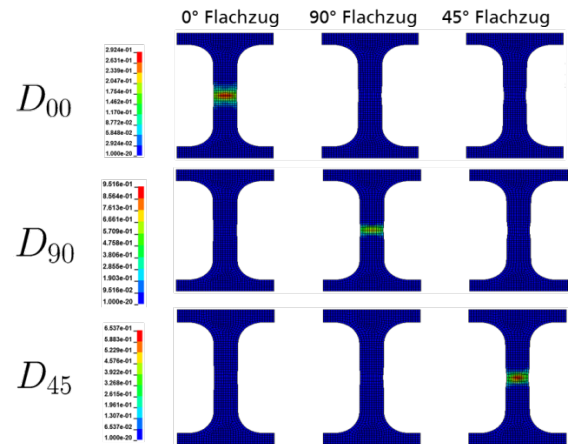 0° Flachzug 90° Flachzug 45° Flachzug
D00
2.924e-01
2.631e-01
2.339e-01
2.047e-01
1.754e-01
1.462e-01
1.170e-01
8.772e-02
5.848e-02
2.924e-02
1.000e-20
D90
9.516e-01
8.564e-01
7.613e-01
6.661e-01
5.709e-01
4.758e-01
3.806e-01
2.855e-01
1.903e-01
9.516e-02
1.000e-20
D45
6.537e-01
5.883e-01
5.229e-01
4.576e-01
3.922e-01
3.268e-01
2.615e-01
1.961e-01
1.307e-01
6.537e-02
1.000e-20